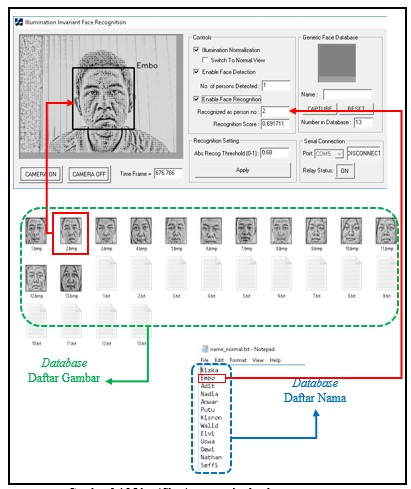 Illumination Invariant Face Recognition
Embo
CAMERA ON
CAMERA OFF
Time Frame = 676.766
Controls
Illumination Normalization
Switch To Normal View
Enable Face Detection
No. of persons Detected : 1
Enable Face Recognition
Recognized as person no : 2
Recognition Score : 0.691711
Recognition Setting
Abs Recog Threshold (0-1) : 0.68
Apply
Generic Face Database
Name :
CAPTURE
RESET
Number in Database : 13
Serial Connection
Port COM5 DISCONNECT
Relay Status: ON
1.bmp 2.bmp 3.bmp 4.bmp 5.bmp 6.bmp 7.bmp 8.bmp 9.bmp 10.bmp 11.bmp
12.bmp 13.bmp 1.txt 2.txt 3.txt 4.txt 5.txt 6.txt 7.txt 8.txt 9.txt
10.txt 11.txt 12.txt 13.txt
Database
Daftar Gambar
name_normal.txt - Notepad
File Edit Format View Help
Rizka
Embo
Adit
Nadia
Anwar
Putu
Kisron
Walid
Elvi
Uswa
Dewi
Nathan
Seffi
Database
Daftar Nama